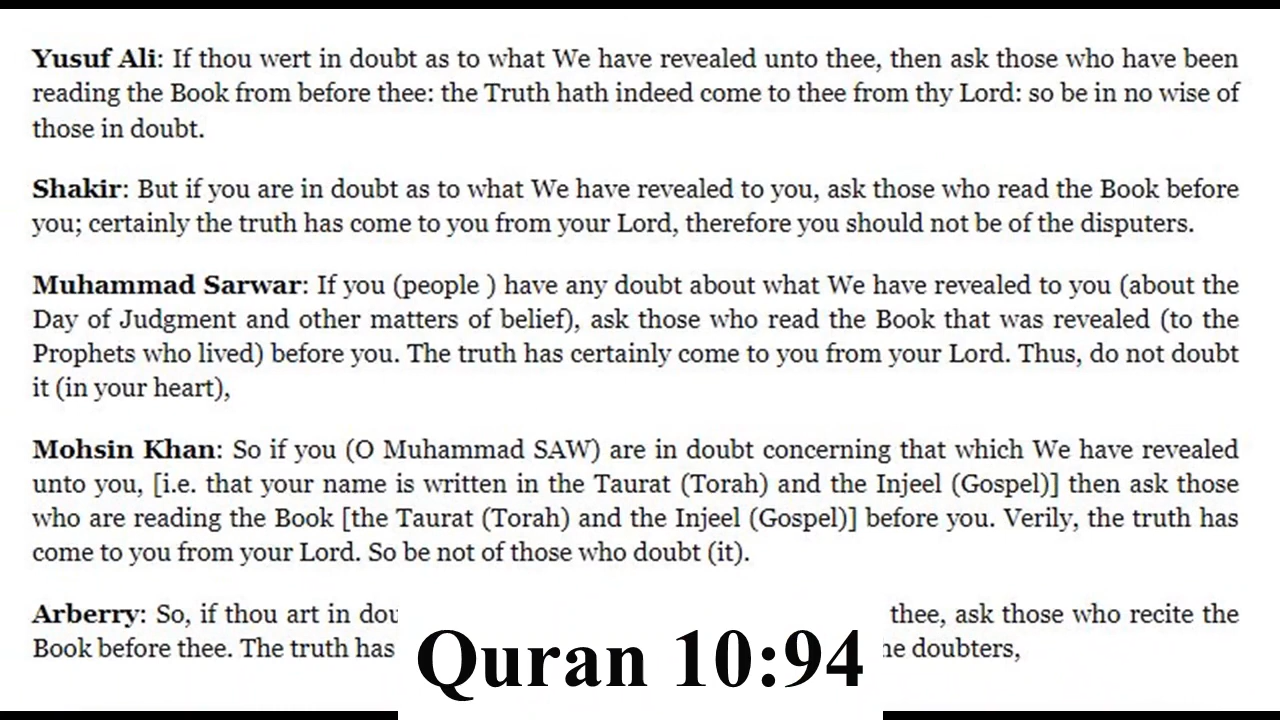 Yusuf Ali: If thou wert in doubt as to what We have revealed unto thee, then ask those who have been
reading the Book from before thee: the Truth hath indeed come to thee from thy Lord: so be in no wise of
those in doubt.
Shakir: But if you are in doubt as to what We have revealed to you, ask those who read the Book before
you; certainly the truth has come to you from your Lord, therefore you should not be of the disputers.
Muhammad Sarwar: If you (people ) have any doubt about what We have revealed to you (about the
Day of Judgment and other matters of belief), ask those who read the Book that was revealed (to the
Prophets who lived) before you. The truth has certainly come to you from your Lord. Thus, do not doubt
it (in your heart),
Mohsin Khan: So if you (O Muhammad SAW) are in doubt concerning that which We have revealed
unto you, [i.e. that your name is written in the Taurat (Torah) and the Injeel (Gospel)] then ask those
who are reading the Book [the Taurat (Torah) and the Injeel (Gospel)] before you. Verily, the truth has
come to you from your Lord. So be not of those who doubt (it).
Arberry: So, if thou art in thee, ask those who recite the
Book before thee. The truth has doubters,
Quran 10:94